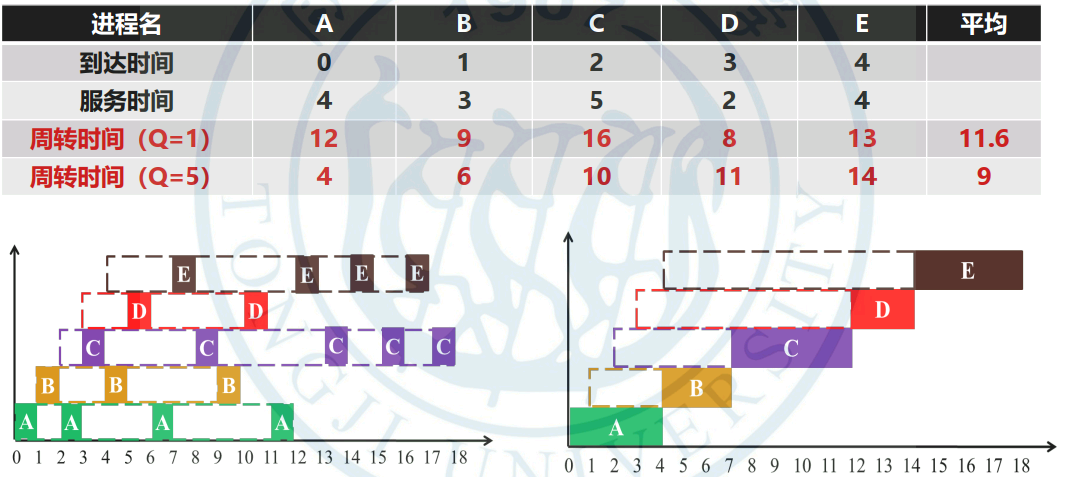 进程名 A B C D E 平均
到达时间 0 1 2 3 4
服务时间 4 3 5 2 4
周转时间（Q=1） 12 9 16 8 13 11.6
周转时间（Q=5） 4 6 10 11 14 9
E E E E
D D
C C C C C
B B B
A A A A
0 1 2 3 4 5 6 7 8 9 10 11 12 13 14 15 16 17 18
E
D
C
B
A
0 1 2 3 4 5 6 7 8 9 10 11 12 13 14 15 16 17 18
1907
TONGJI UNIVERSITY